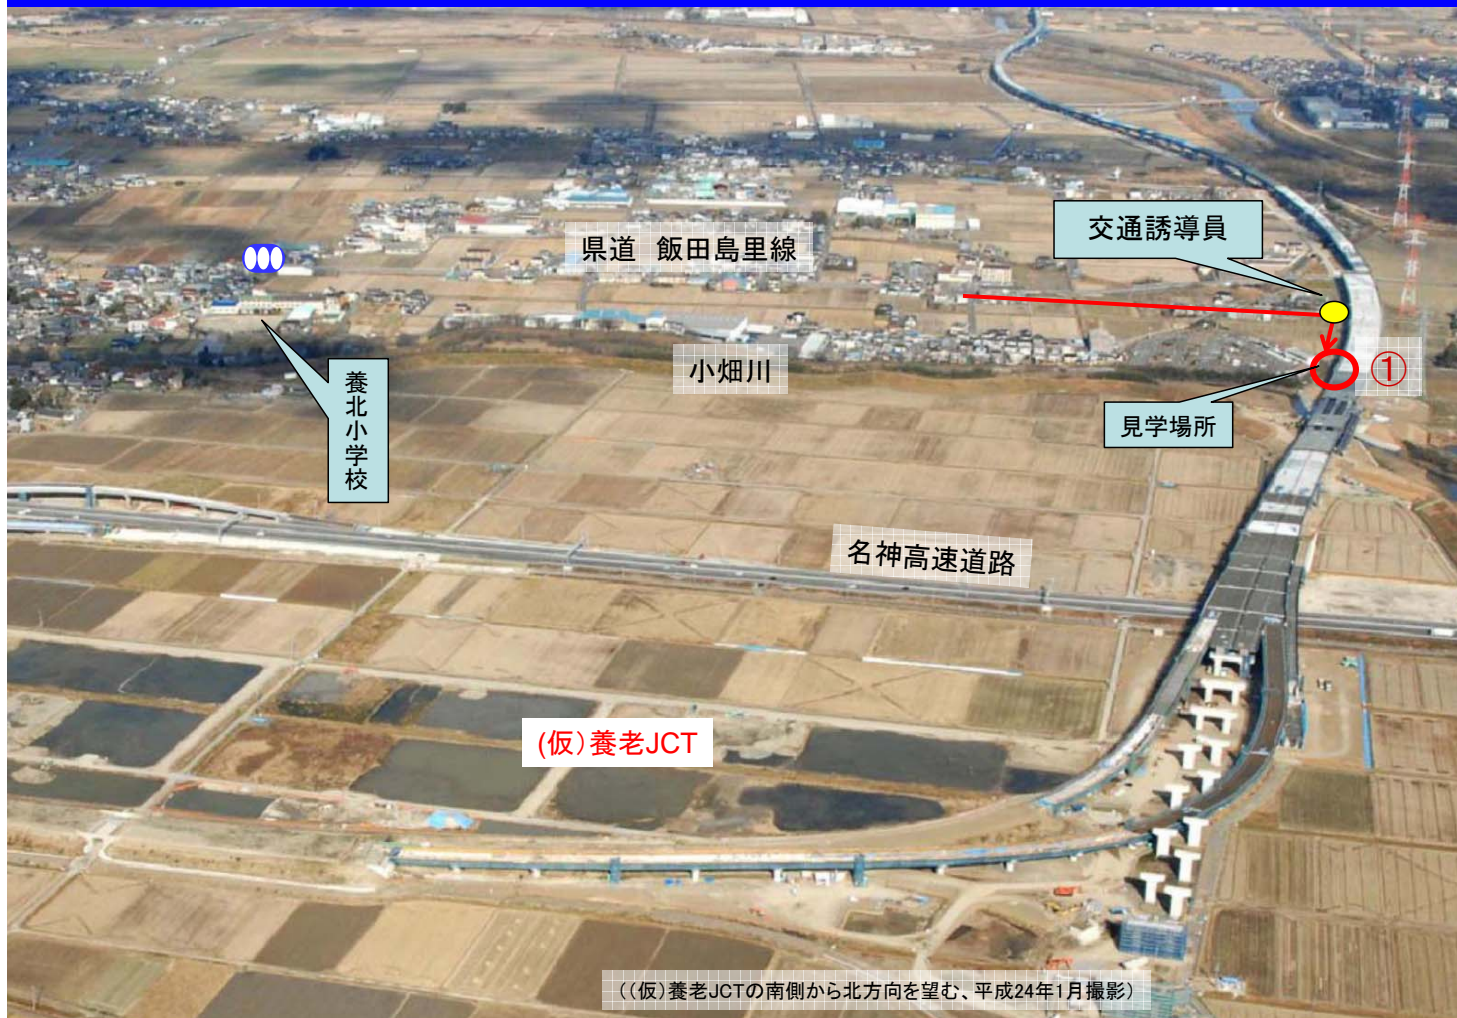 交通誘導員
県道　飯田島里線
小畑川
①
養北小学校
見学場所
名神高速道路
(仮)養老JCT
((仮)養老JCTの南側から北方向を望む、平成24年1月撮影)